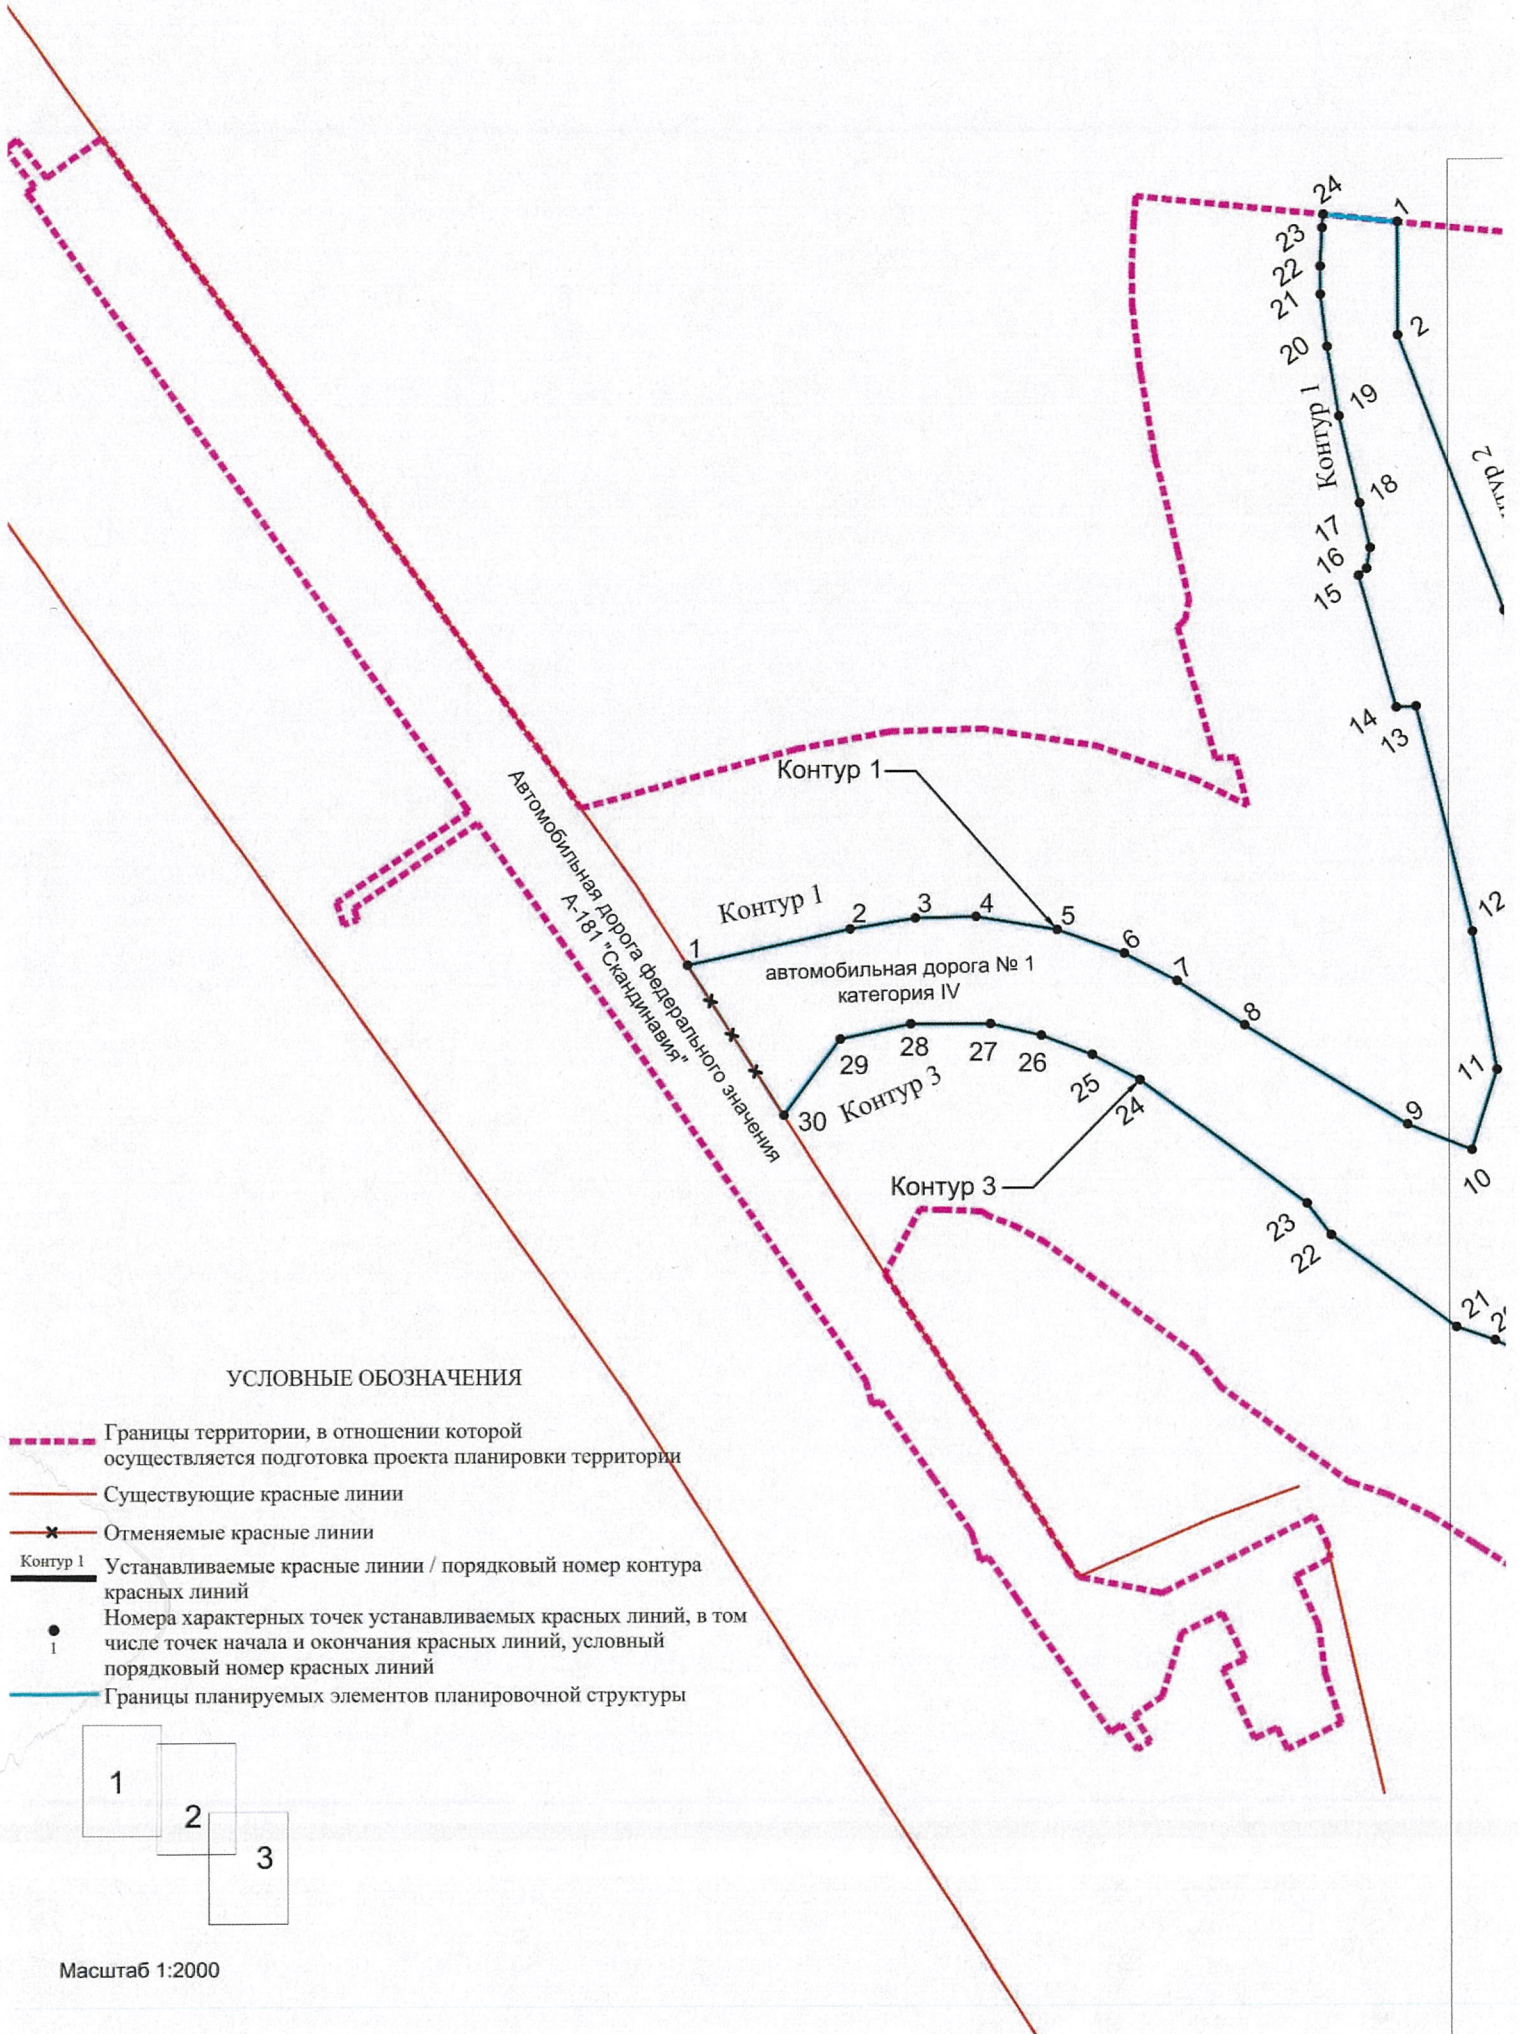 24
1
23
22
21
2
20
19
Контур 1
18
17
16
15
14
13
Контур 1
12
Автомобильная дорога федерального значения
А-181 "Скандинавия"
Контур 1
1
2
3
4
5
6
7
8
9
10
11
автомобильная дорога № 1
категория IV
29
28
27
26
25
24
30
Контур 3
Контур 3
23
22
21
УСЛОВНЫЕ ОБОЗНАЧЕНИЯ
Границы территории, в отношении которой
осуществляется подготовка проекта планировки территории
Существующие красные линии
Отменяемые красные линии
Контур 1
Устанавливаемые красные линии / порядковый номер контура
красных линий
Номера характерных точек устанавливаемых красных линий, в том
числе точек начала и окончания красных линий, условный
порядковый номер красных линий
1
Границы планируемых элементов планировочной структуры
1
2
3
Масштаб 1:2000